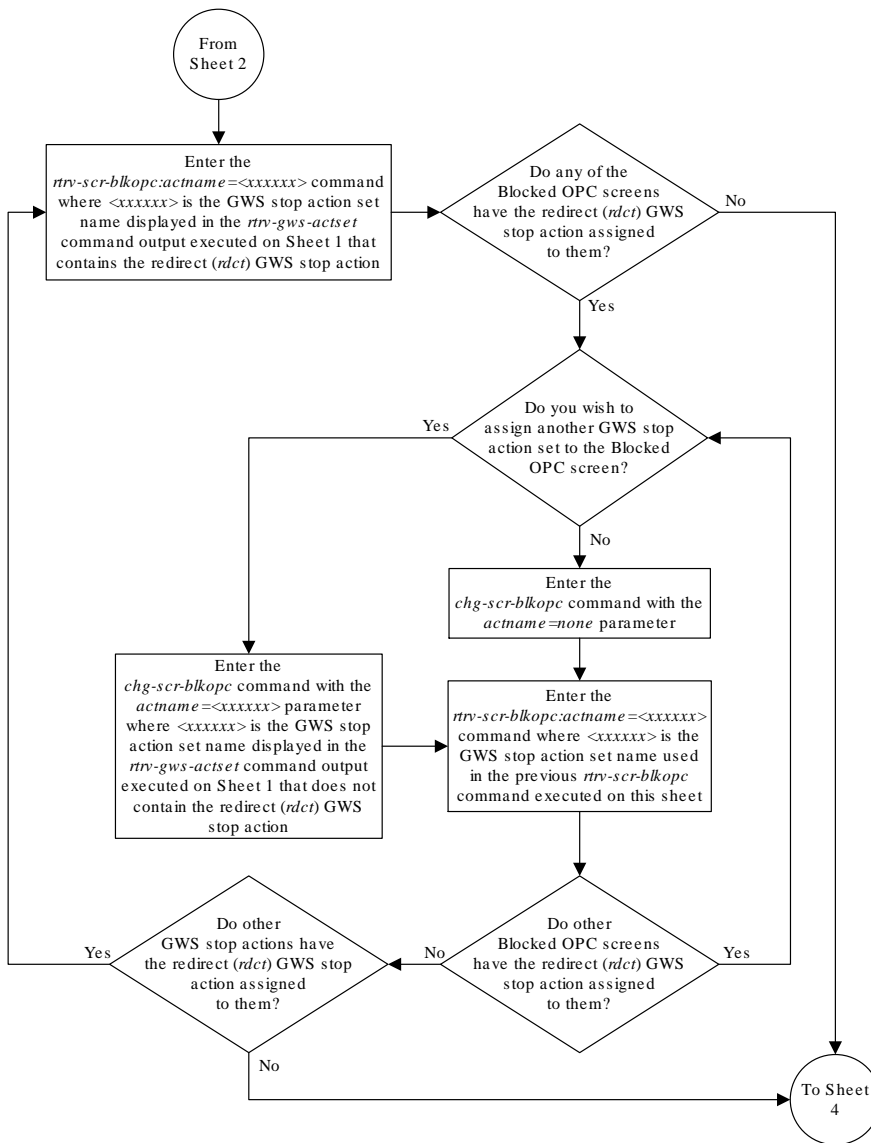 From
Sheet 2
Enter the
rtrv-scr-blkopc:actname=<xxxxxx>
command
where <xxxxxx> is the GWS stop action set
name displayed in the rtrv-gws-actset
command output executed on Sheet 1 that
contains the redirect (rdct) GWS stop action
Do any of the
Blocked OPC screens
have the redirect (rdct) GWS
stop action assigned
to them?
No
Yes
Do you wish to
assign another GWS stop
action set to the Blocked
OPC screen?
Yes
No
Enter the
chg-scr-blkopc command with the
actname=none parameter
Enter the
chg-scr-blkopc command with the
actname=<xxxxxx> parameter
where <xxxxxx> is the GWS stop
action set name displayed in the
rtrv-gws-actset command output
executed on Sheet 1 that does not
contain the redirect (rdct) GWS
stop action
Enter the
rtrv-scr-blkopc:actname=<xxxxxx>
command where <xxxxxx> is the
GWS stop action set name used
in the previous rtrv-scr-blkopc
command executed on this sheet
Do other
Blocked OPC screens
have the redirect (rdct) GWS
stop action assigned
to them?
Yes
No
Do other
GWS stop actions have
the redirect (rdct) GWS stop
action assigned
to them?
Yes
No
To Sheet
4